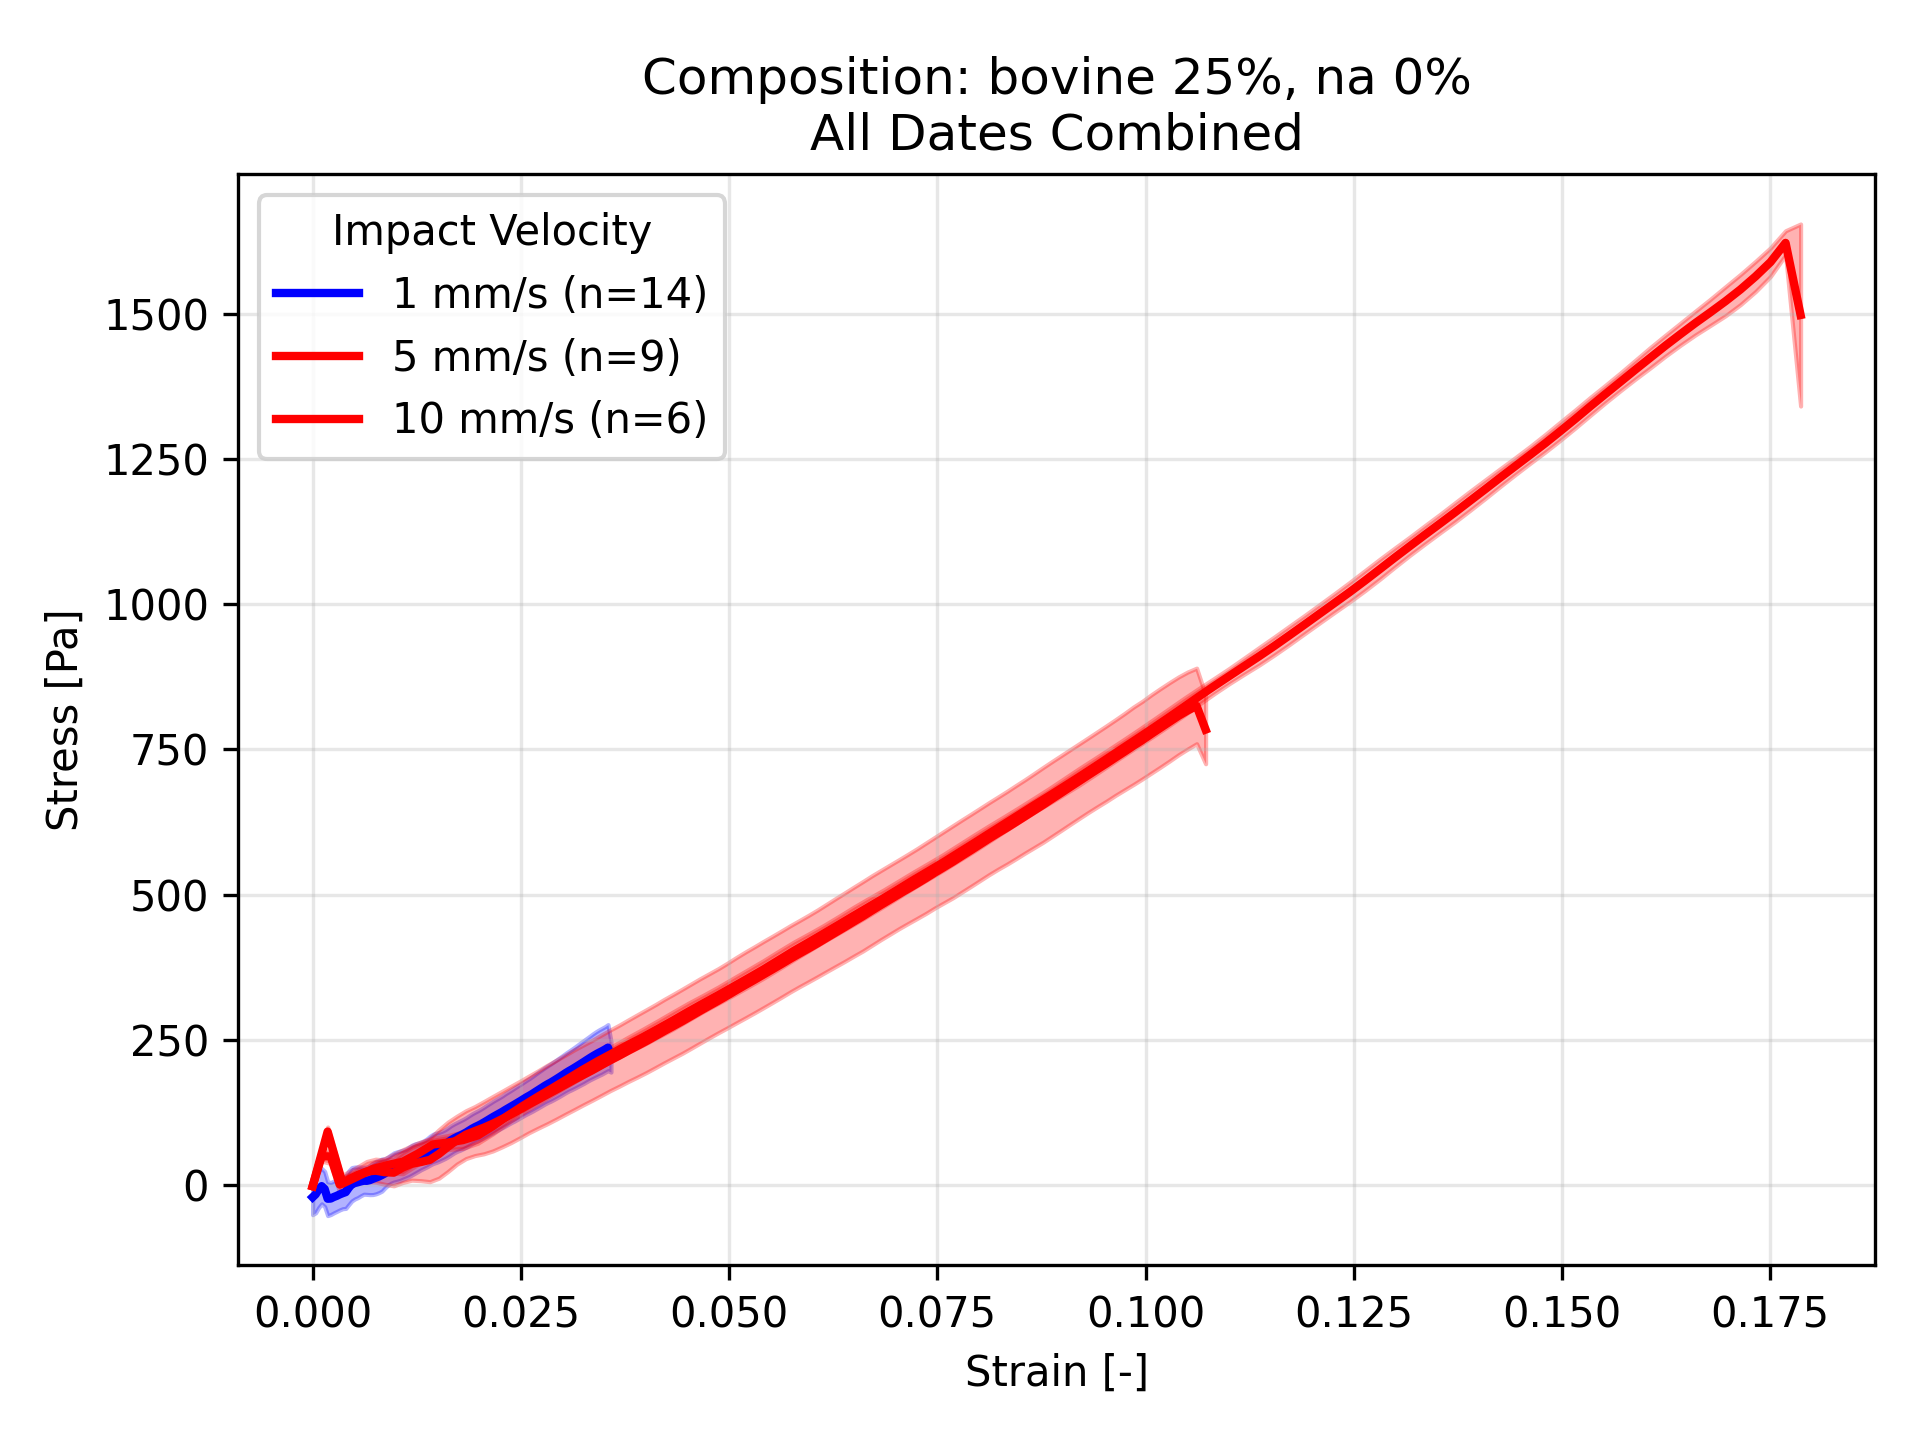 Composition: bovine 25%, na 0%
All Dates Combined
Impact Velocity
1 mm/s (n=14)
5 mm/s (n=9)
10 mm/s (n=6)
Stress [Pa]
1500
1250
1000
750
500
250
0
0.000
0.025
0.050
0.075
0.100
0.125
0.150
0.175
Strain [-]